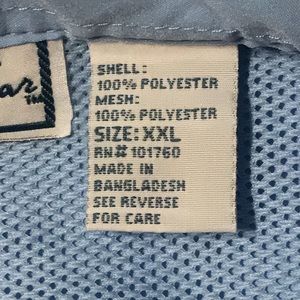 SHELL:
100% POLYESTER
MESH:
100% POLYESTER
SIZE: XXL
RN# 101760
MADE IN
BANGLADESH
SEE REVERSE
FOR CARE